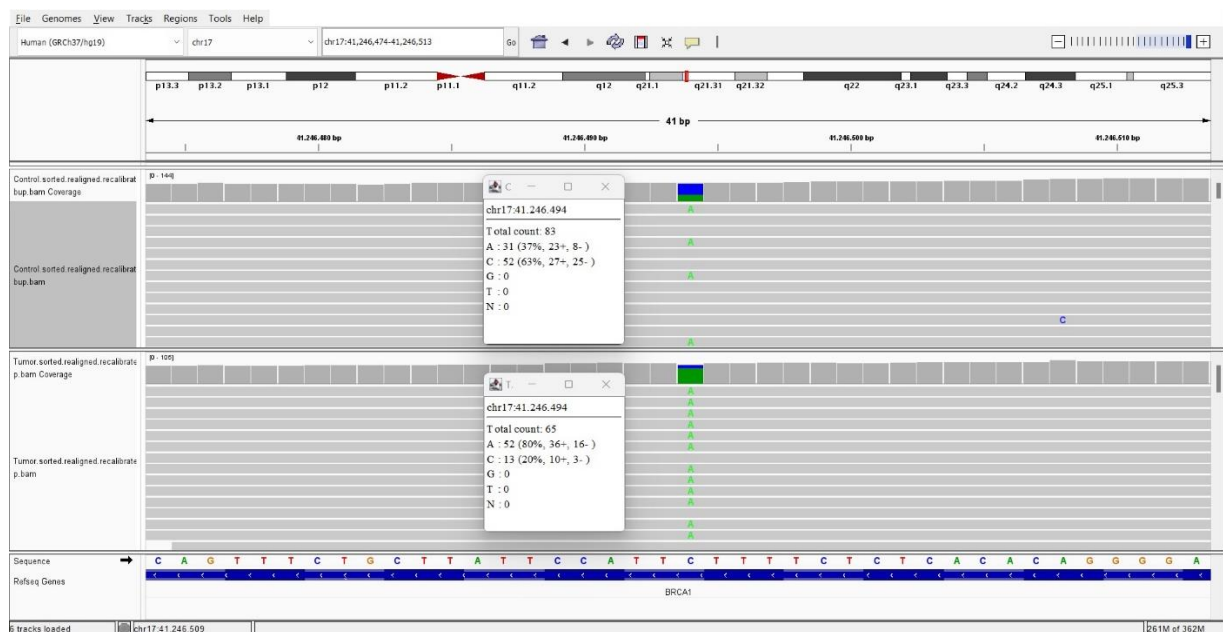 File Genomes View Tracks Regions Tools Help
Human (GRCh37/hg19) chr17 chr17:41,246,474-41,246,513 Go
p13.3 p13.2 p13.1 p12 p11.2 p11.1 q11.2 q12 q21.1 q21.31 q21.32 q22 q23.1 q23.3 q24.2 q24.3 q25.1 q25.3
41 bp
41.246.480 bp 41.246.490 bp 41.246.500 bp 41.246.510 bp
Control.sorted.realigned.recalibrat
bup.bam Coverage
[0 - 144]
C
chr17:41.246.494
Total count: 83
A : 31 (37%, 23+, 8- )
C : 52 (63%, 27+, 25- )
G : 0
T : 0
N : 0
A
A
Control.sorted.realigned.recalibrat
bup.bam
A
C
A
Tumor.sorted.realigned.recalibrate
p.bam Coverage
[0 - 105]
T.
chr17:41.246.494
Total count: 65
A : 52 (80%, 36+, 16- )
C : 13 (20%, 10+, 3- )
G : 0
T : 0
N : 0
A
A
A
A
A
A
Tumor.sorted.realigned.recalibrate
p.bam
A
A
A
A
A
A
Sequence C A G T T T C T G C T T A T T C C A T T C T T T T C T C T C A C A C A G G G G A
Refseq Genes
BRCA1
6 tracks loaded chr17:41.246.509 261M of 362M